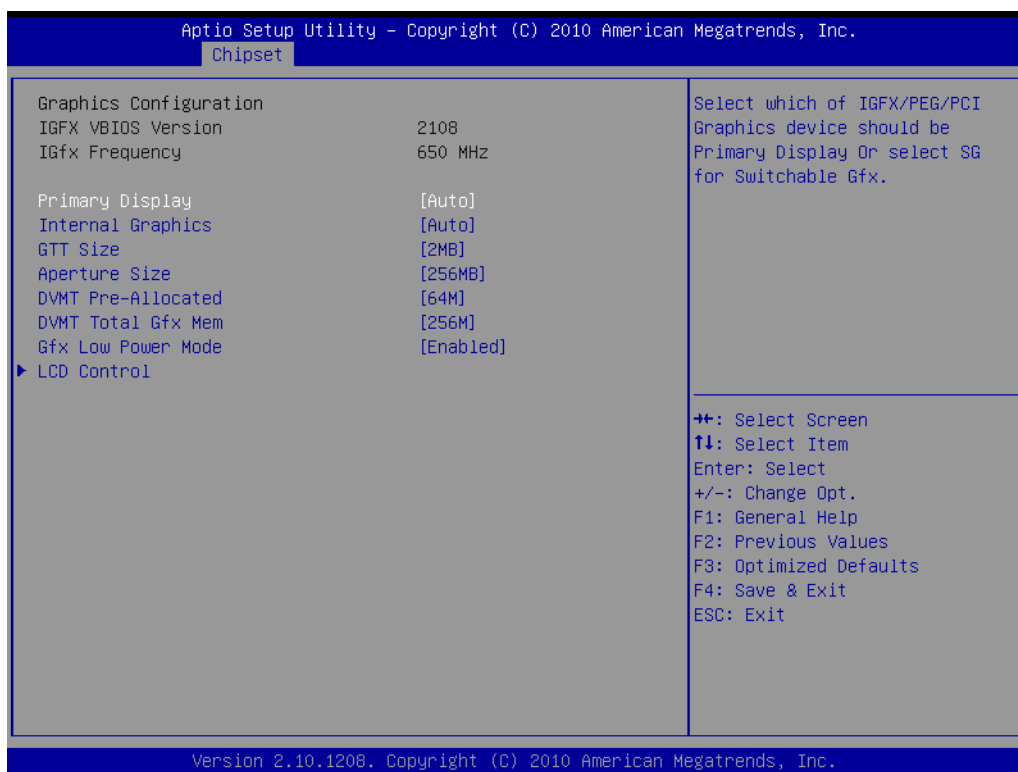 Aptio Setup Utility – Copyright (C) 2010 American Megatrends, Inc.
Chipset
Graphics Configuration
IGFX VBIOS Version 2108
IGfx Frequency 650 MHz
Primary Display [Auto]
Internal Graphics [Auto]
GTT Size [2MB]
Aperture Size [256MB]
DVMT Pre-Allocated [64M]
DVMT Total Gfx Mem [256M]
Gfx Low Power Mode [Enabled]
▶ LCD Control
Select which of IGFX/PEG/PCI
Graphics device should be
Primary Display Or select SG
for Switchable Gfx.
→←: Select Screen
↑↓: Select Item
Enter: Select
+/-: Change Opt.
F1: General Help
F2: Previous Values
F3: Optimized Defaults
F4: Save & Exit
ESC: Exit
Version 2.10.1208. Copyright (C) 2010 American Megatrends, Inc.